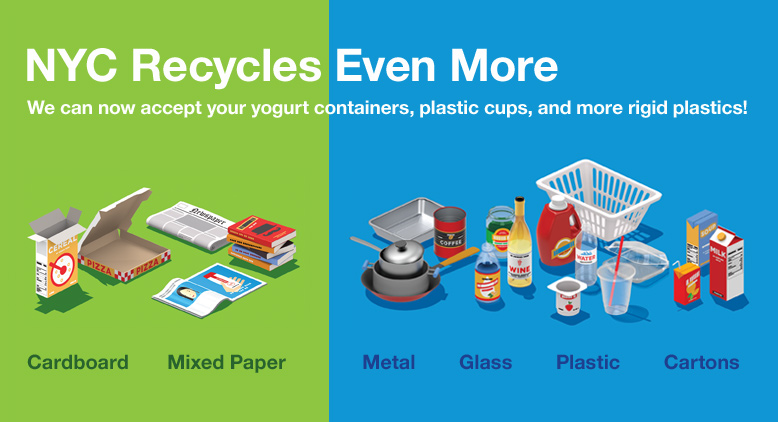 NYC Recycles Even More
We can now accept your yogurt containers, plastic cups, and more rigid plastics!
CEREAL
PIZZA
PIZZA
Newspaper
COFFEE
WINE
WATER
MILK
Cardboard
Mixed Paper
Metal
Glass
Plastic
Cartons